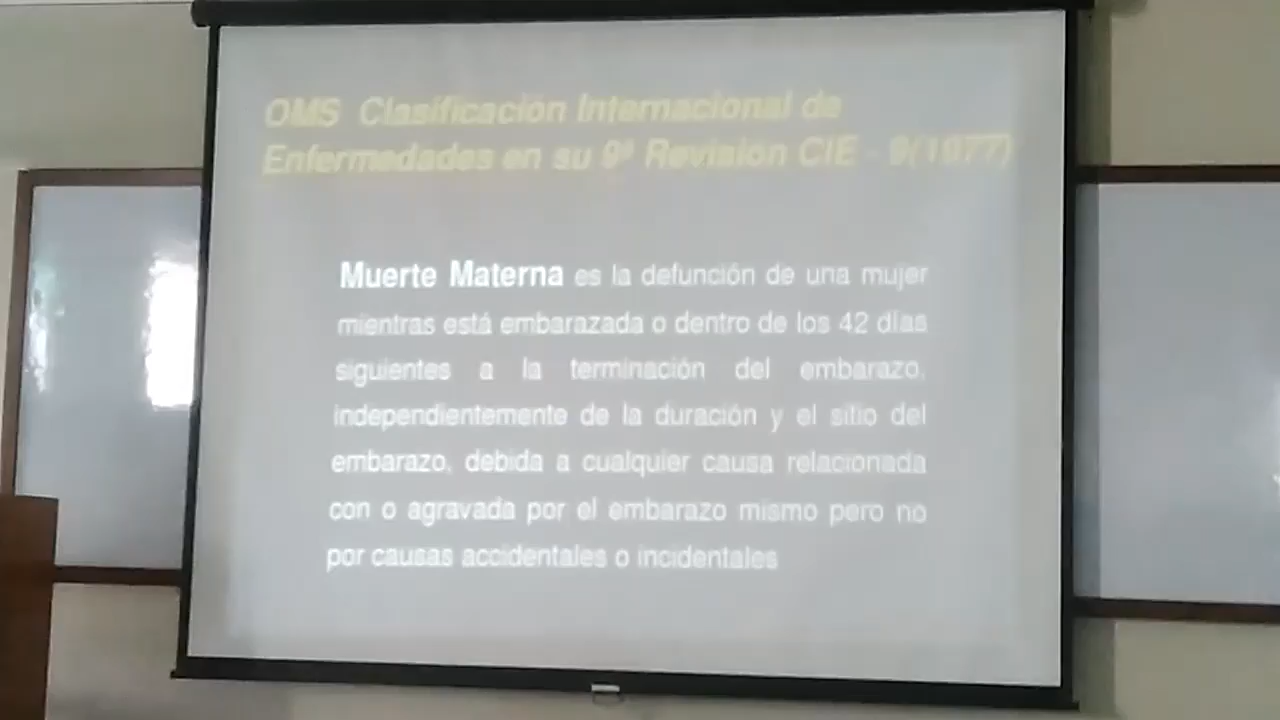 OMS Clasificación Internacional de
Enfermedades en su 9ª Revision CIE - 9(1977)
Muerte Materna es la defunción de una mujer
mientras está embarazada o dentro de los 42 días
siguientes a la terminación del embarazo,
independientemente de la duración y el sitio del
embarazo, debida a cualquier causa relacionada
con o agravada por el embarazo mismo pero no
por causas accidentales o incidentales